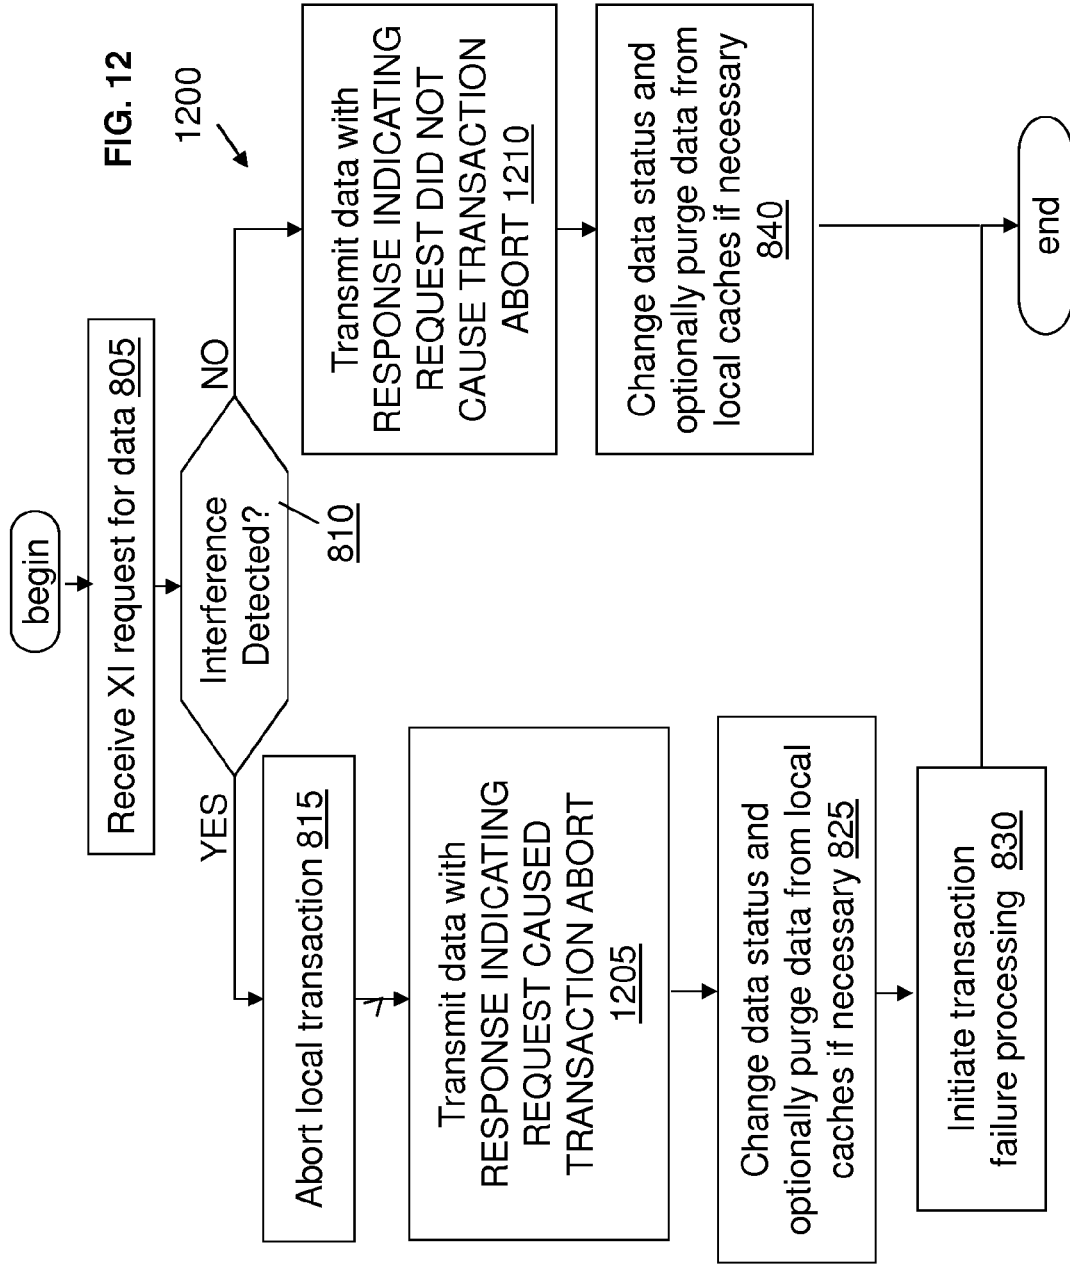 FIG. 12
1200
begin
Receive XI request for data 805
Interference
Detected?
810
YES
NO
Abort local transaction 815
Transmit data with
RESPONSE INDICATING
REQUEST CAUSED
TRANSACTION ABORT
1205
Change data status and
optionally purge data from local
caches if necessary 825
Initiate transaction
failure processing 830
Transmit data with
RESPONSE INDICATING
REQUEST DID NOT
CAUSE TRANSACTION
ABORT 1210
Change data status and
optionally purge data from
local caches if necessary
840
end